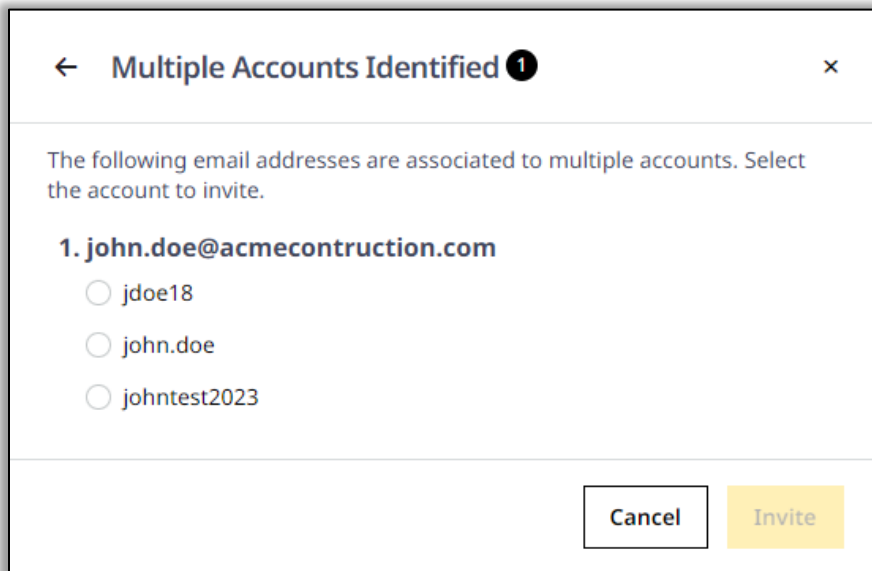 Multiple Accounts Identified 1
The following email addresses are associated to multiple accounts. Select
the account to invite.
1. john.doe@acmecontruction.com
jdoe18
john.doe
johntest2023
Cancel Invite